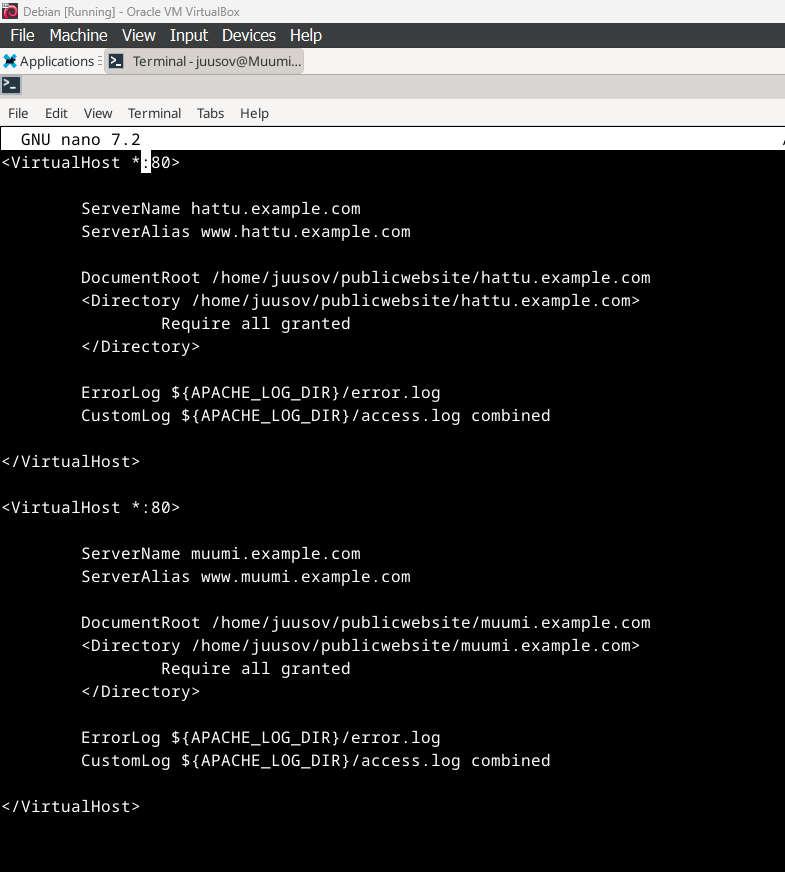 Debian [Running] - Oracle VM VirtualBox
File Machine View Input Devices Help
Applications Terminal - juusov@Muumi...
File Edit View Terminal Tabs Help
GNU nano 7.2
<VirtualHost *:80>
ServerName hattu.example.com
ServerAlias www.hattu.example.com
DocumentRoot /home/juusov/publicwebsite/hattu.example.com
<Directory /home/juusov/publicwebsite/hattu.example.com>
Require all granted
</Directory>
ErrorLog ${APACHE_LOG_DIR}/error.log
CustomLog ${APACHE_LOG_DIR}/access.log combined
</VirtualHost>
<VirtualHost *:80>
ServerName muumi.example.com
ServerAlias www.muumi.example.com
DocumentRoot /home/juusov/publicwebsite/muumi.example.com
<Directory /home/juusov/publicwebsite/muumi.example.com>
Require all granted
</Directory>
ErrorLog ${APACHE_LOG_DIR}/error.log
CustomLog ${APACHE_LOG_DIR}/access.log combined
</VirtualHost>